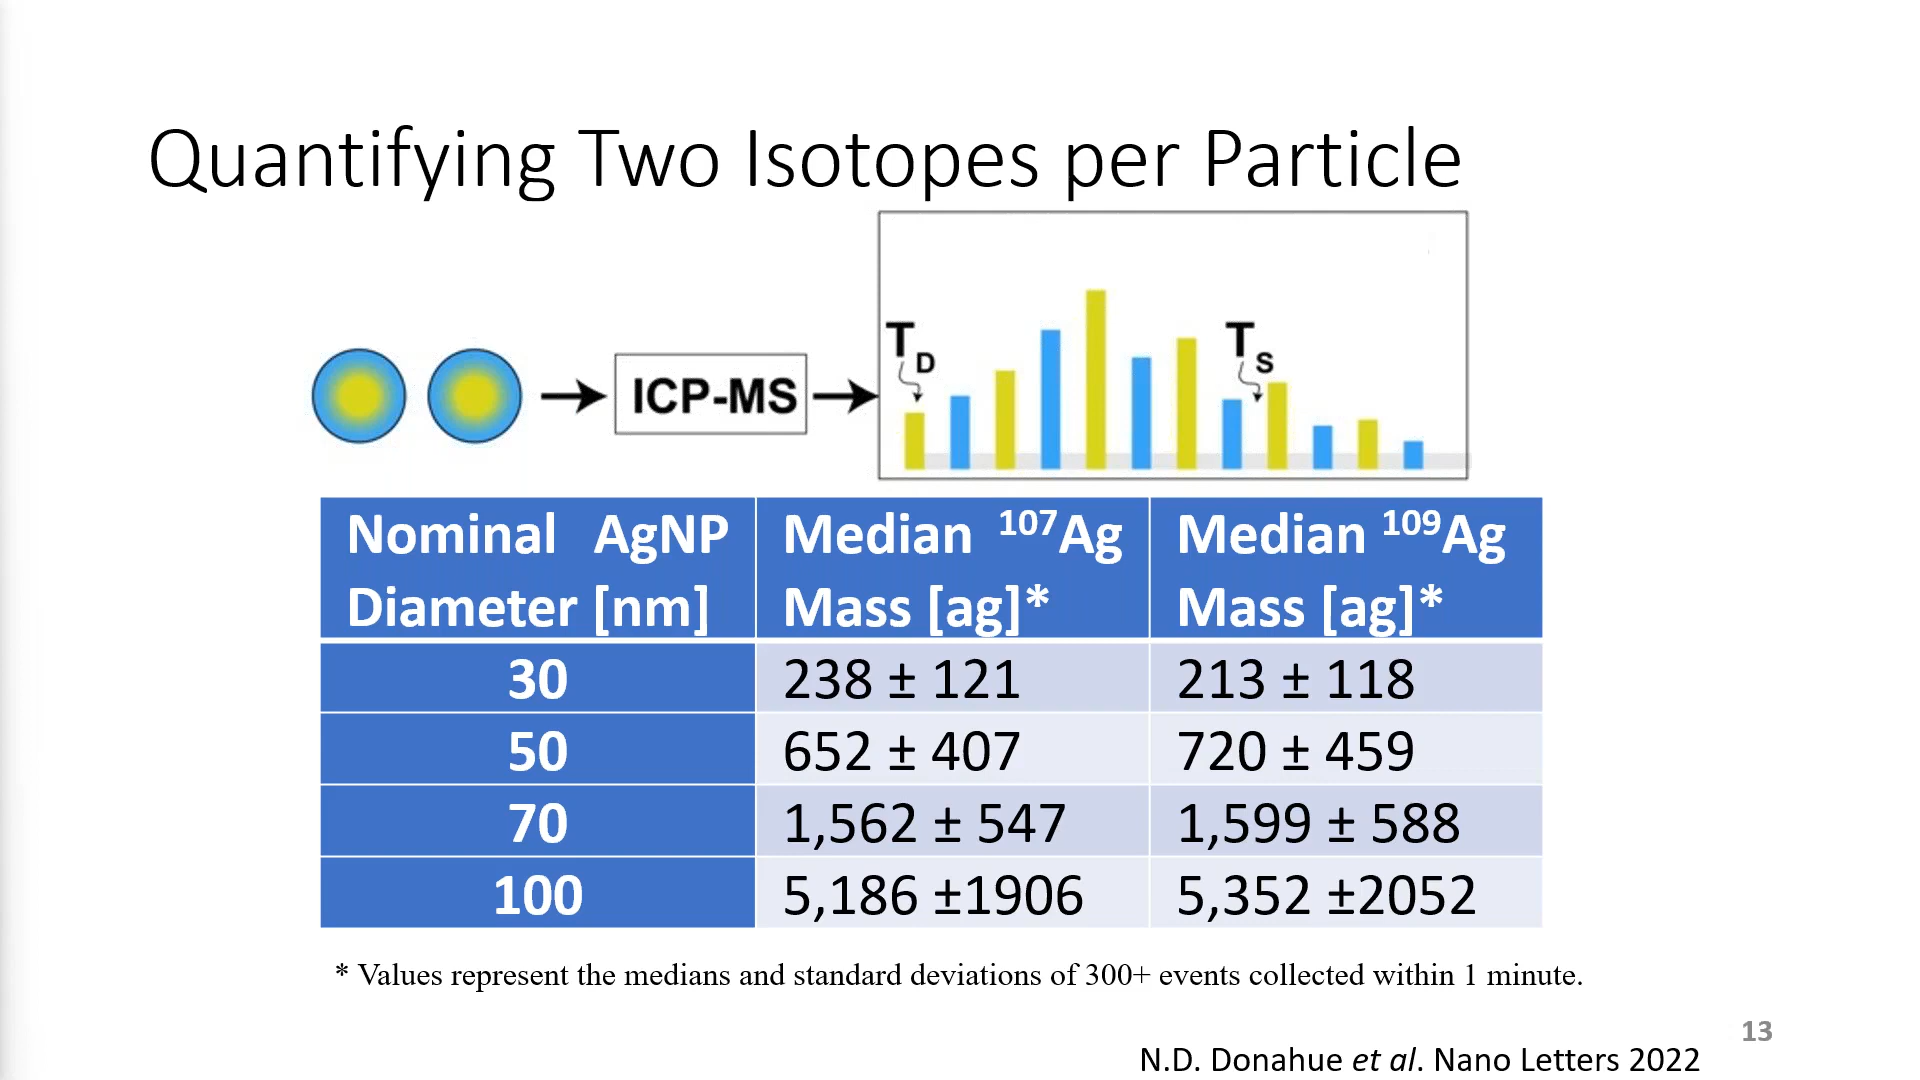 Quantifying Two Isotopes per Particle
T D
T S
ICP-MS
Nominal AgNP Diameter [nm]
Median ¹⁰⁷Ag Mass [ag]*
Median ¹⁰⁹Ag Mass [ag]*
30 238 ± 121 213 ± 118
50 652 ± 407 720 ± 459
70 1,562 ± 547 1,599 ± 588
100 5,186 ±1906 5,352 ±2052
* Values represent the medians and standard deviations of 300+ events collected within 1 minute.
13
N.D. Donahue et al. Nano Letters 2022